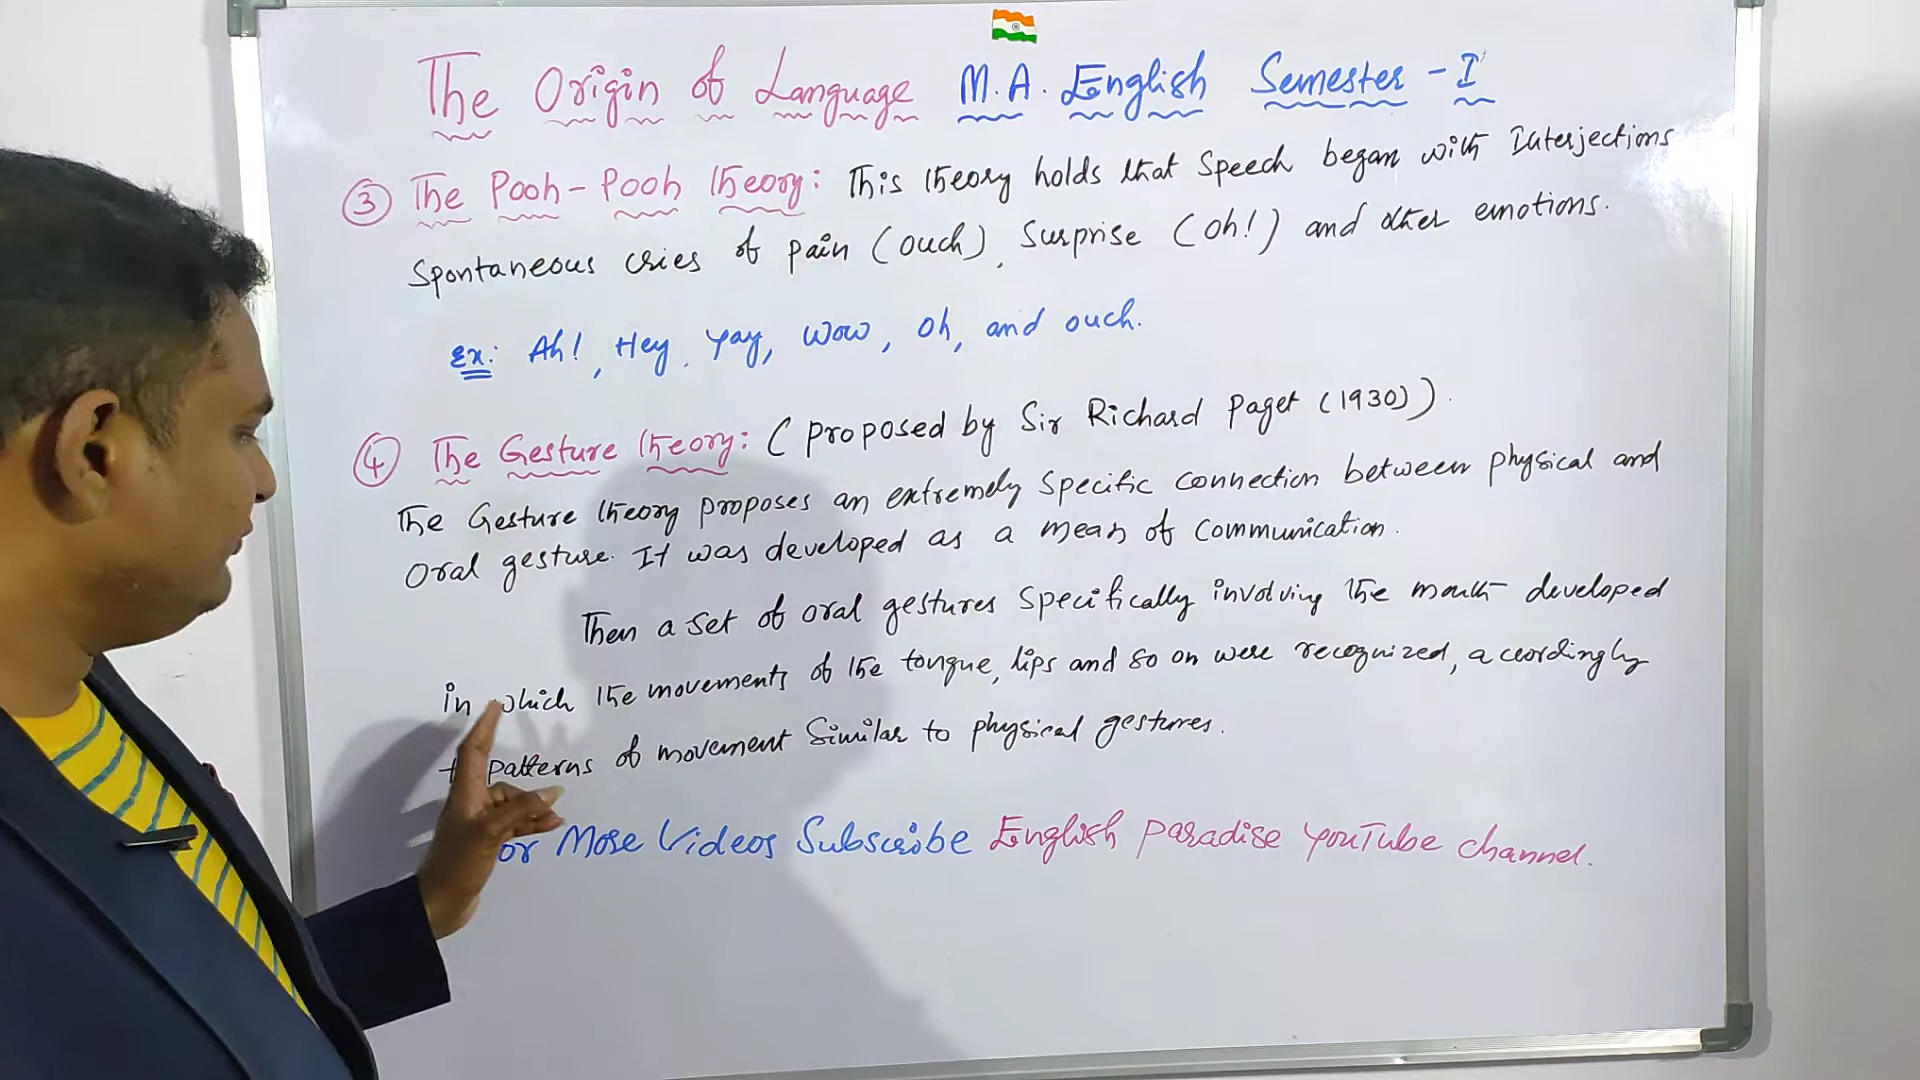 The Origin of Language M.A. English Semester - I
③ The Pooh-Pooh theory: This theory holds that Speech began with Interjections
Spontaneous cries of pain (ouch), Surprise (oh!) and other emotions.
Ex: Ah!, Hey, Yay, Wow, Oh, and ouch.
④ The Gesture theory: (proposed by Sir Richard Paget (1930)).
The Gesture theory proposes an extremely specific connection between physical and
Oral gesture. It was developed as a mean of communication.
Then a set of oral gestures specifically involving the mouth developed
in which the movements of the tongue, lips and so on were recognized, accordingly
patterns of movement similar to physical gestures.
or More Videos Subscribe English Paradise YouTube channel.